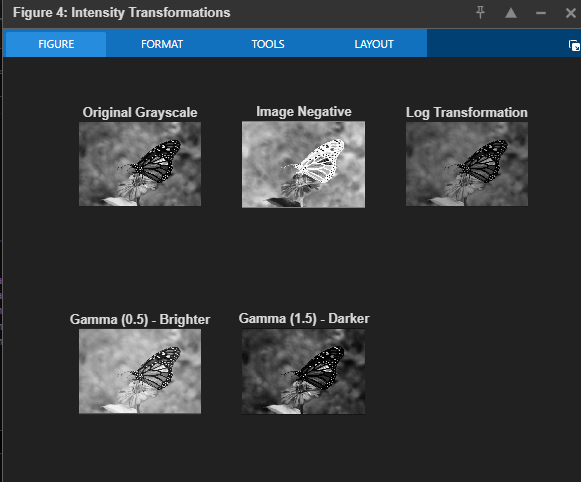 Figure 4: Intensity Transformations
FIGURE FORMAT TOOLS LAYOUT
Original Grayscale
Image Negative
Log Transformation
Gamma (0.5) - Brighter
Gamma (1.5) - Darker